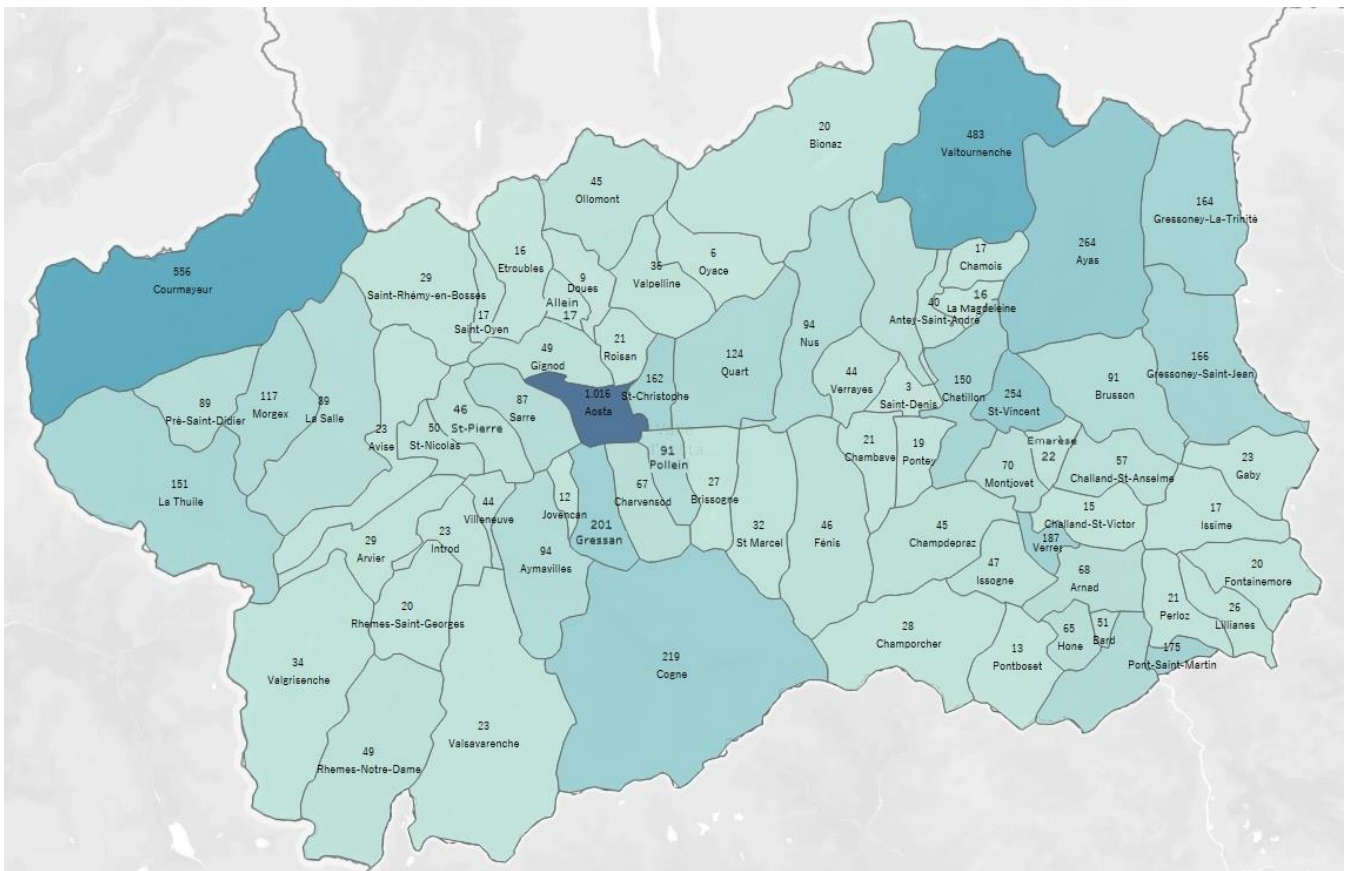 20
Bionaz
483
Valtournenche
45
Ollomont
164
Gressoney-La-Trinité
264
Ayas
556
Courmayeur
29
Saint-Rhémy-en-Bosses
16
Etroubles
9
Doues
Allein
17
36
Valpelline
6
Oyace
17
Chamois
16
La Magdeleine
40
Antey-Saint-André
17
Saint-Oyen
94
Nus
49
Gignod
21
Roisan
124
Quart
44
Verrayes
3
Saint-Denis
150
Chatillon
254
St-Vincent
91
Brusson
166
Gressoney-Saint-Jean
89
Prè-Saint-Didier
117
Morgex
89
La Salle
23
Avise
50
St-Nicolas
46
St-Pierre
87
Sarre
1.016
Aosta
162
St-Christophe
151
La Thuile
91
Pollein
67
Charvensod
27
Brissogne
32
St Marcel
46
Fénis
21
Chambave
19
Pontey
70
Montjovet
Emarèse
22
57
Challand-St-Anselme
23
Gaby
15
Challand-St-Victor
17
Issime
44
Villeneuve
12
Jovencan
201
Gressan
94
Aymavilles
23
Introd
29
Arvier
45
Champdepraz
187
Verres
47
Issogne
68
Arnad
20
Fontainemore
21
Perloz
26
Lillianes
20
Rhemes-Saint-Georges
34
Valgrisenche
219
Cogne
28
Champorcher
13
Pontboset
65
Hone
51
Bard
175
Pont-Saint-Martin
23
Valsavarenche
49
Rhemes-Notre-Dame